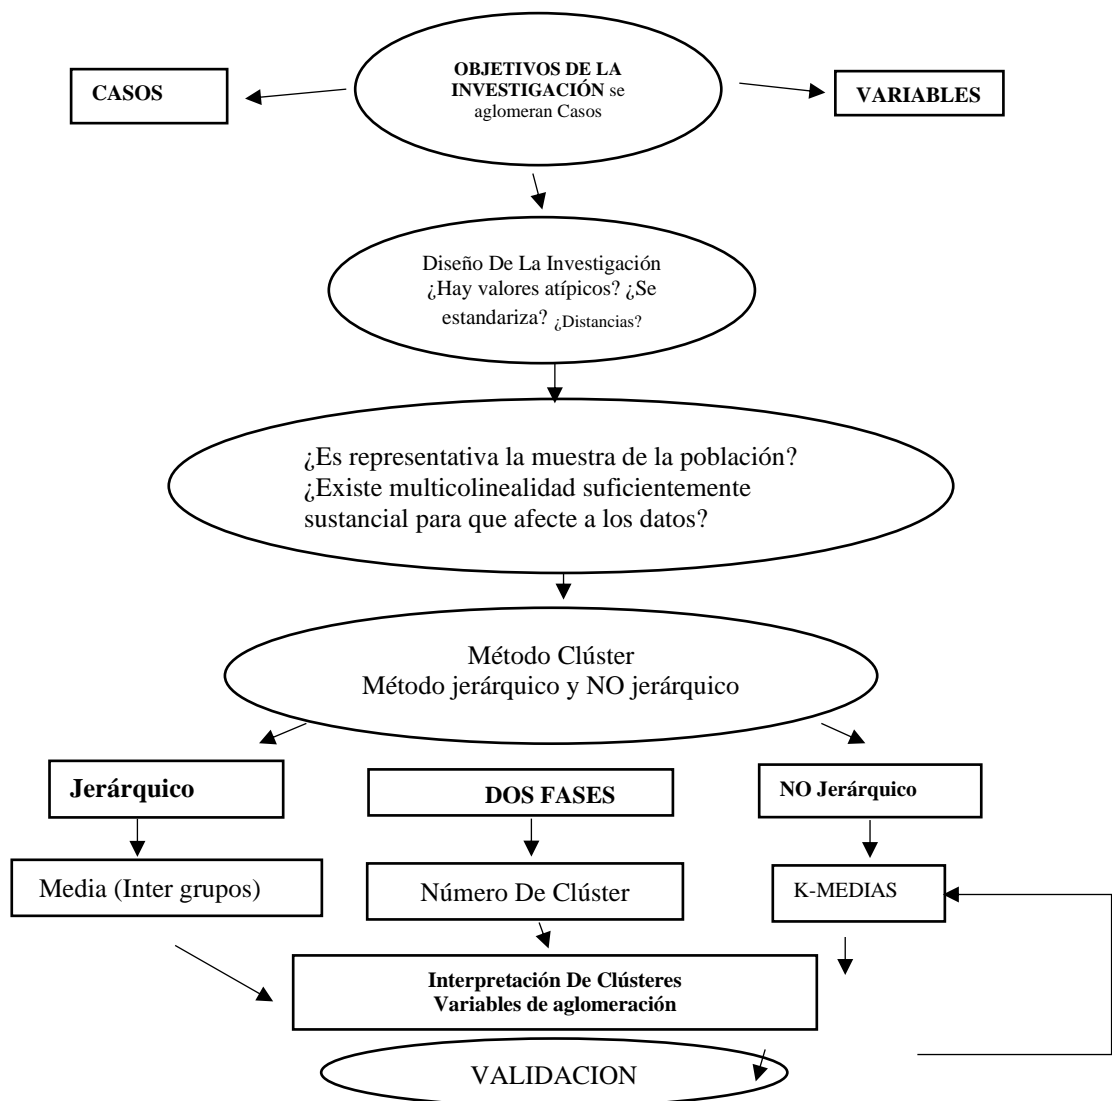 OBJETIVOS DE LA
INVESTIGACIÓN se
aglomeran Casos
CASOS
VARIABLES
Diseño De La Investigación
¿Hay valores atípicos? ¿Se
estandariza? ¿Distancias?
¿Es representativa la muestra de la población?
¿Existe multicolinealidad suficientemente
sustancial para que afecte a los datos?
Método Clúster
Método jerárquico y NO jerárquico
Jerárquico
DOS FASES
NO Jerárquico
Media (Inter grupos)
Número De Clúster
K-MEDIAS
Interpretación De Clústeres
Variables de aglomeración
VALIDACION